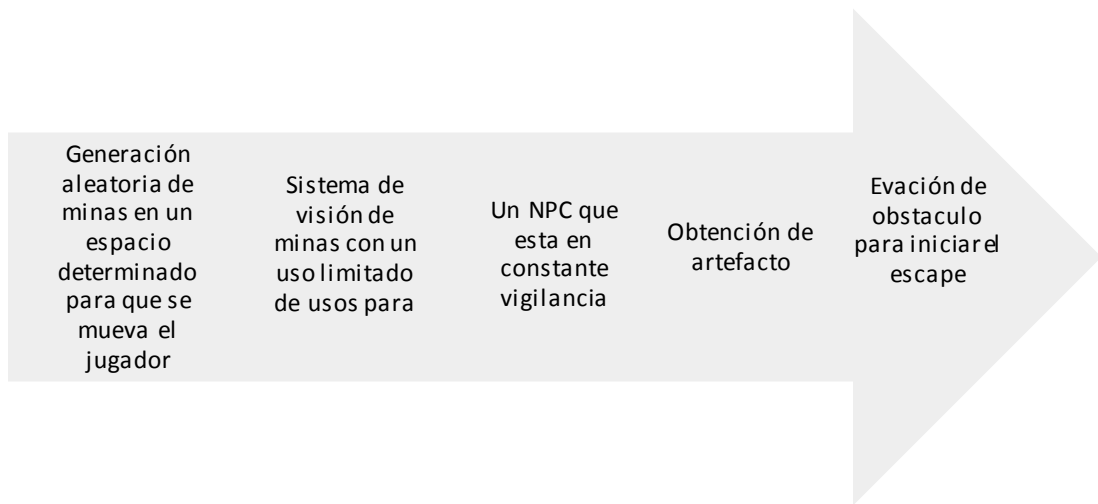 Generación
aleatoria de
minas en un
espacio
determinado
para que se
mueva el
jugador
Sistema de
visión de
minas con un
uso limitado
de usos para
Un NPC que
esta en
constante
vigilancia
Obtención de
artefacto
Evación de
obstaculo
para iniciar el
escape